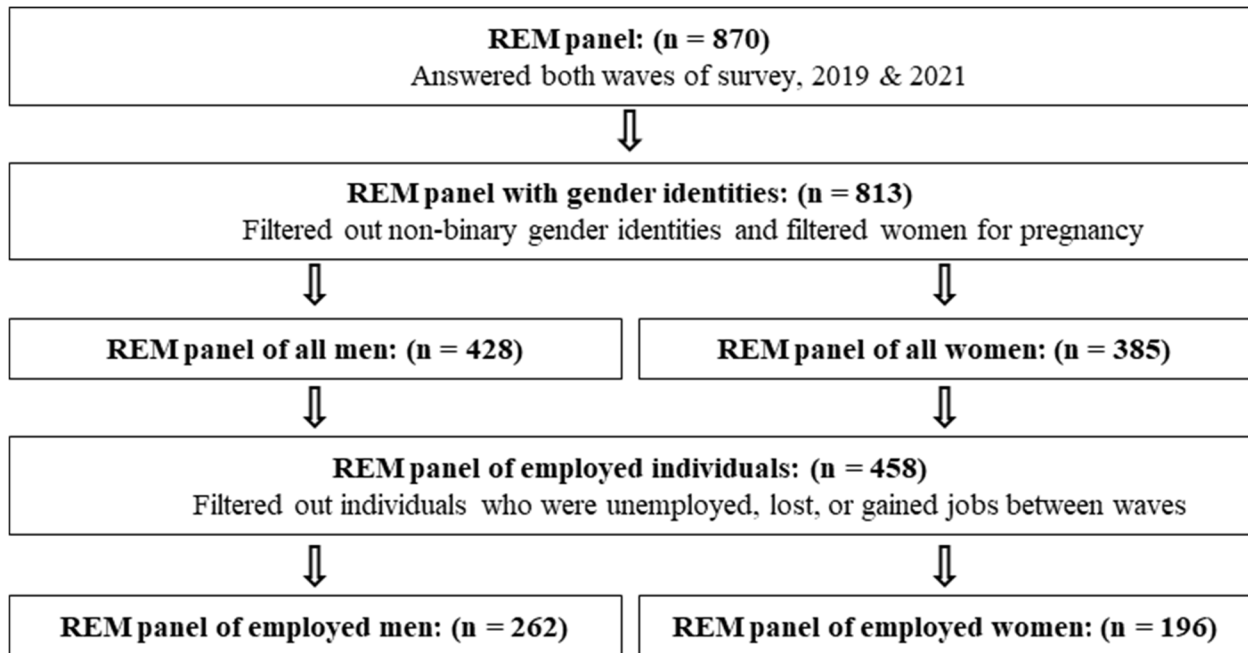 REM panel: (n = 870)
Answered both waves of survey, 2019 & 2021
REM panel with gender identities: (n = 813)
Filtered out non-binary gender identities and filtered women for pregnancy
REM panel of all men: (n = 428)
REM panel of all women: (n = 385)
REM panel of employed individuals: (n = 458)
Filtered out individuals who were unemployed, lost, or gained jobs between waves
REM panel of employed men: (n = 262)
REM panel of employed women: (n = 196)